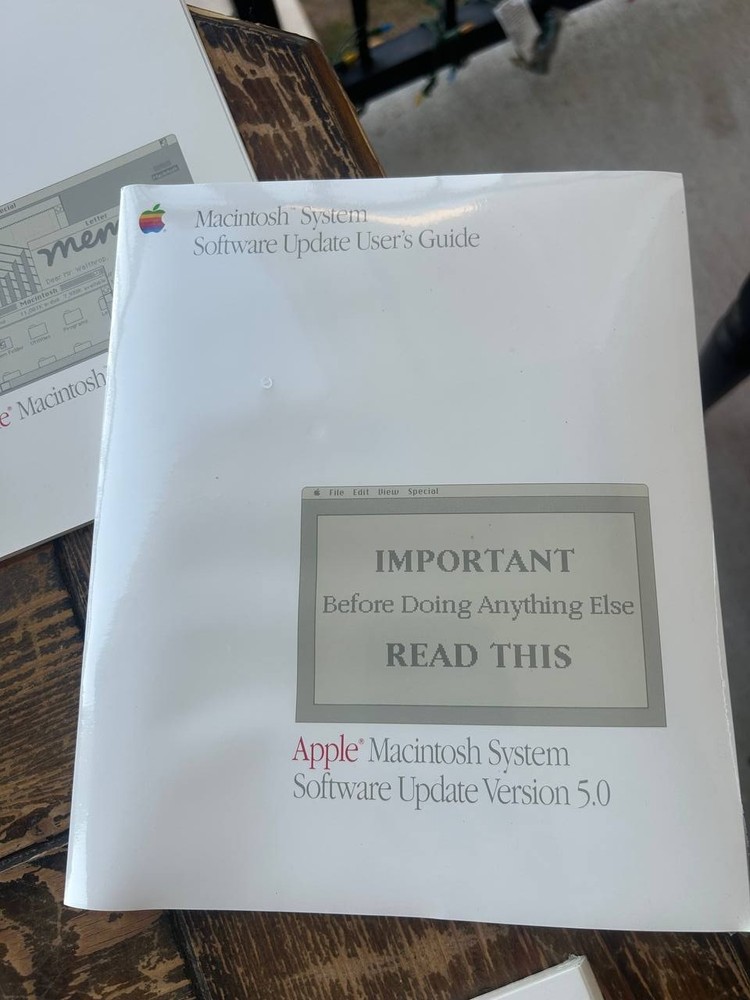 Macintosh™ System
Software Update User's Guide
File Edit View Special
IMPORTANT
Before Doing Anything Else
READ THIS
Apple® Macintosh System
Software Update Version 5.0
Letter
Macintosh
Macintosh